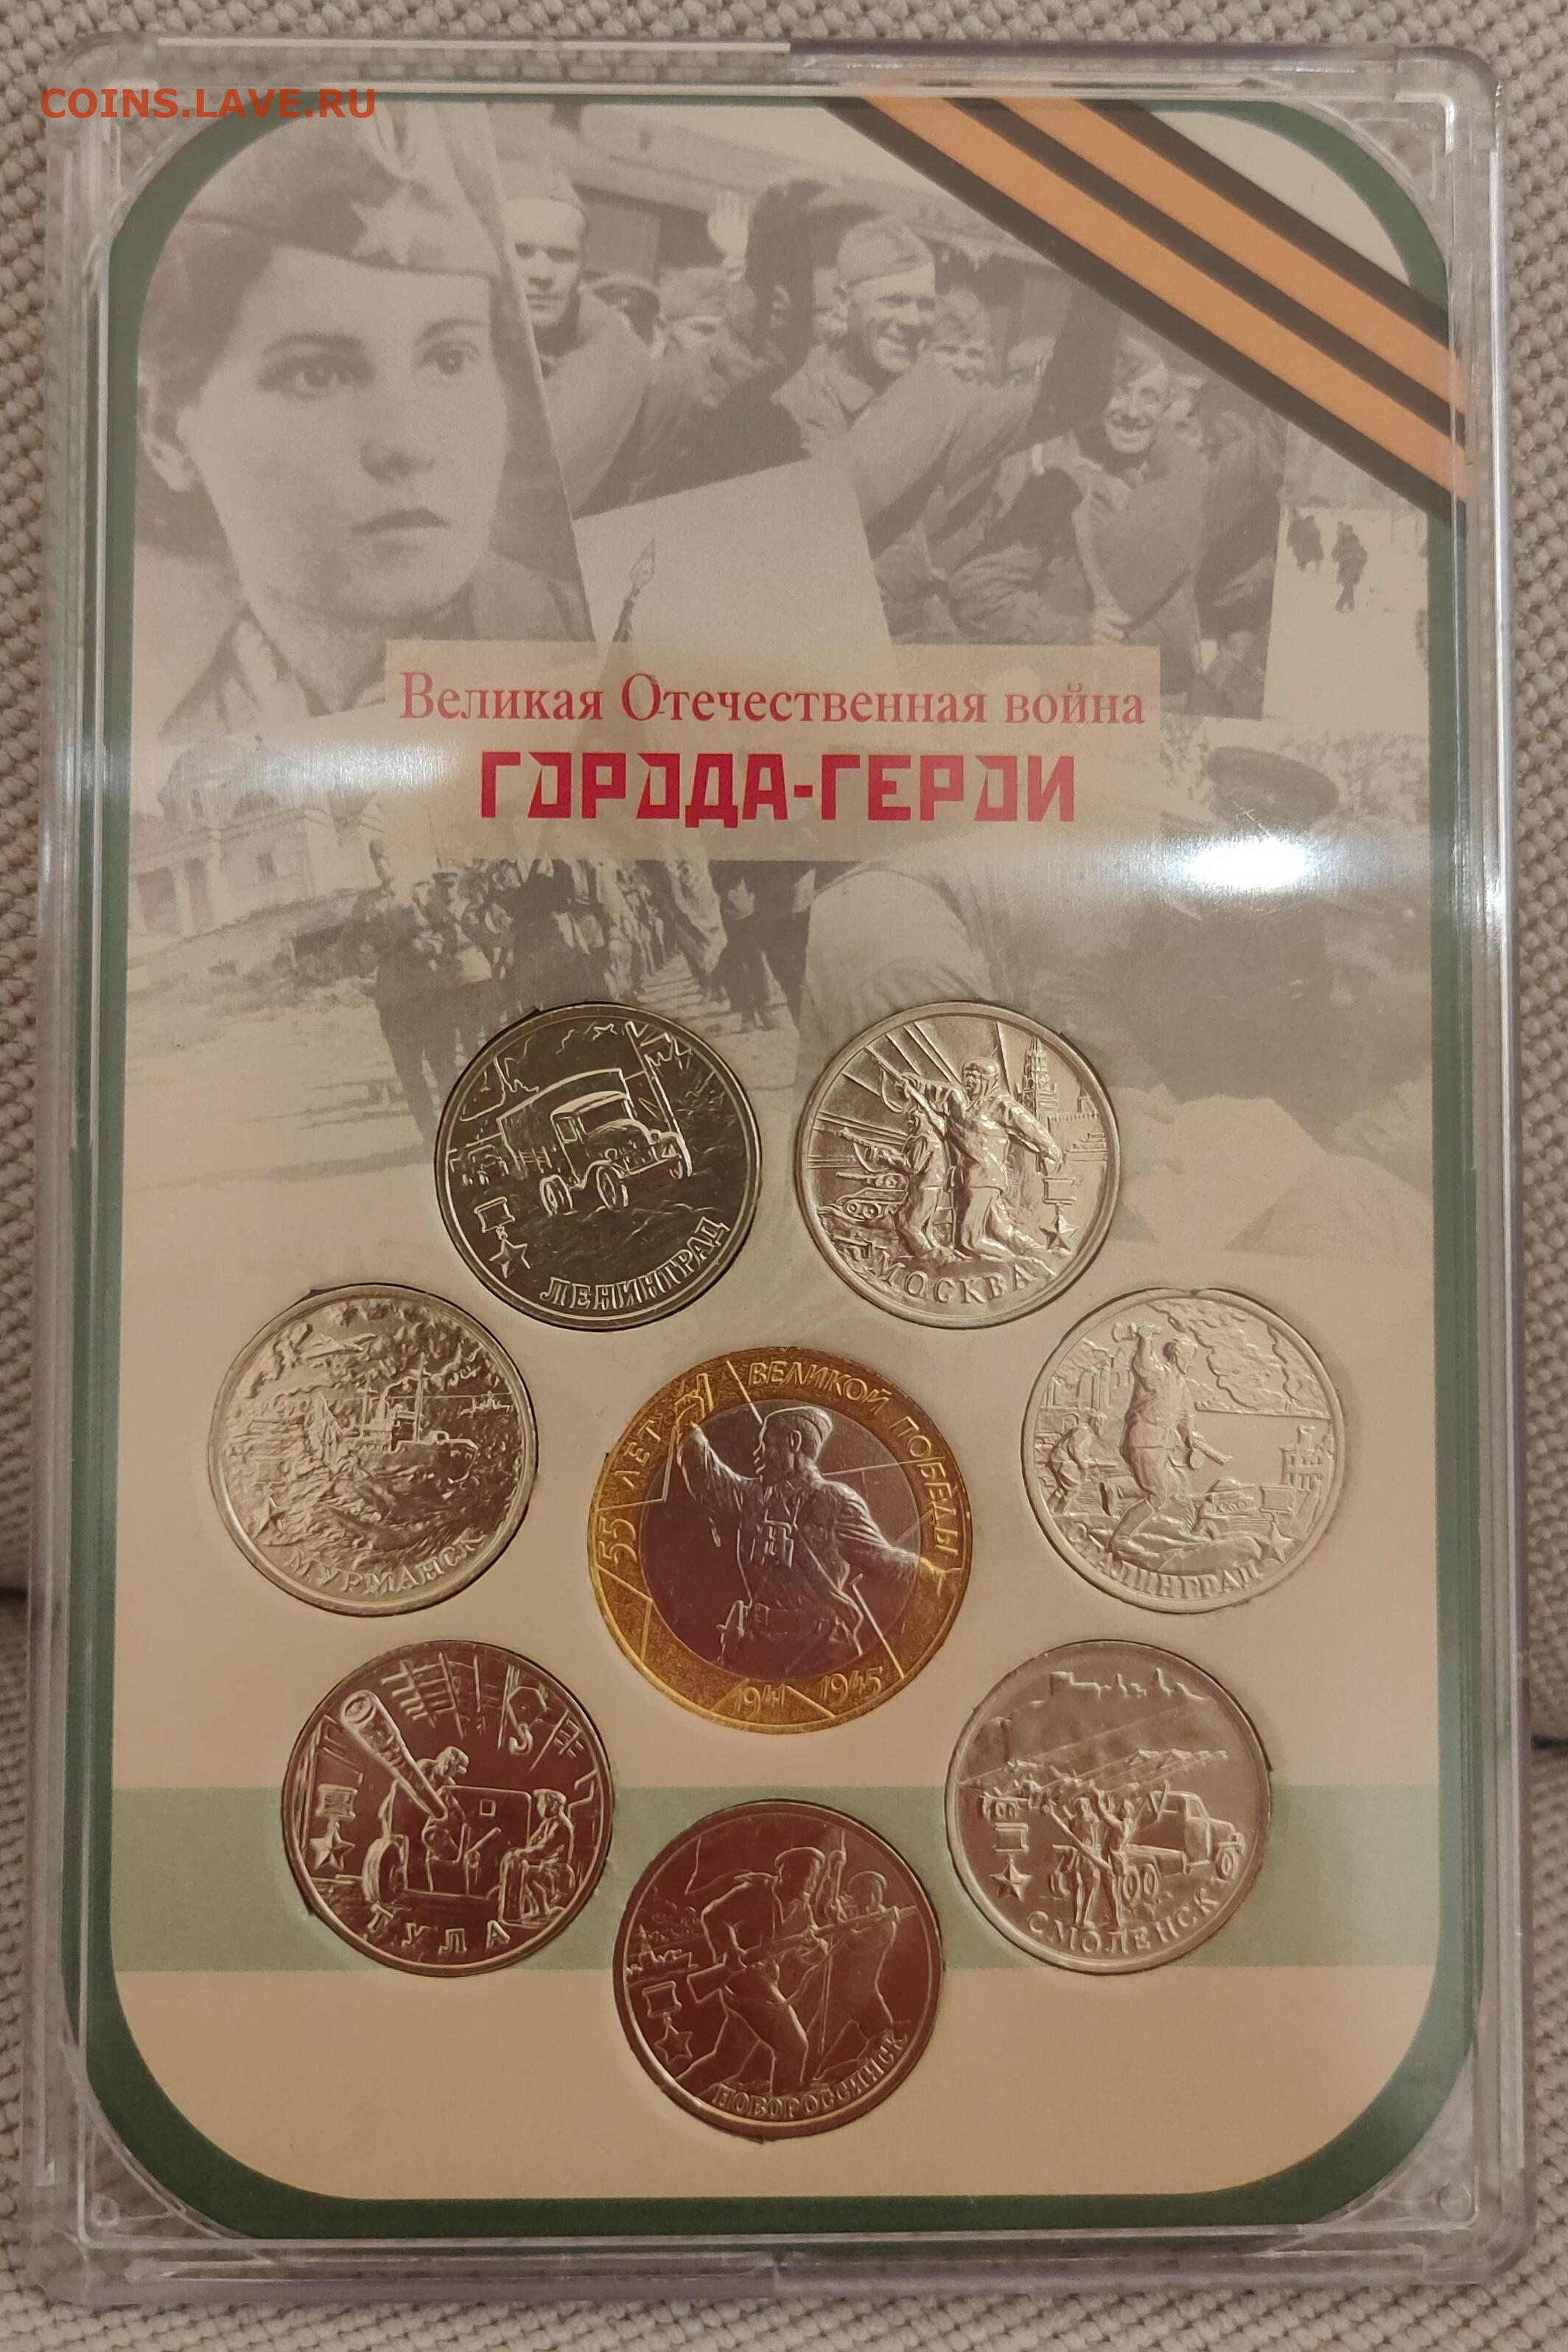 COINS.LAVE.RU
Великая Отечественная война
ГОРОДА-ГЕРОИ
ЛЕНИНГРАД
МОСКВА
МУРМАНСК
55 ЛЕТ ВЕЛИКОЙ ПОБЕДЫ
1941 1945
СТАЛИНГРАД
ТУЛА
СМОЛЕНСК
НОВОРОССИЙСК